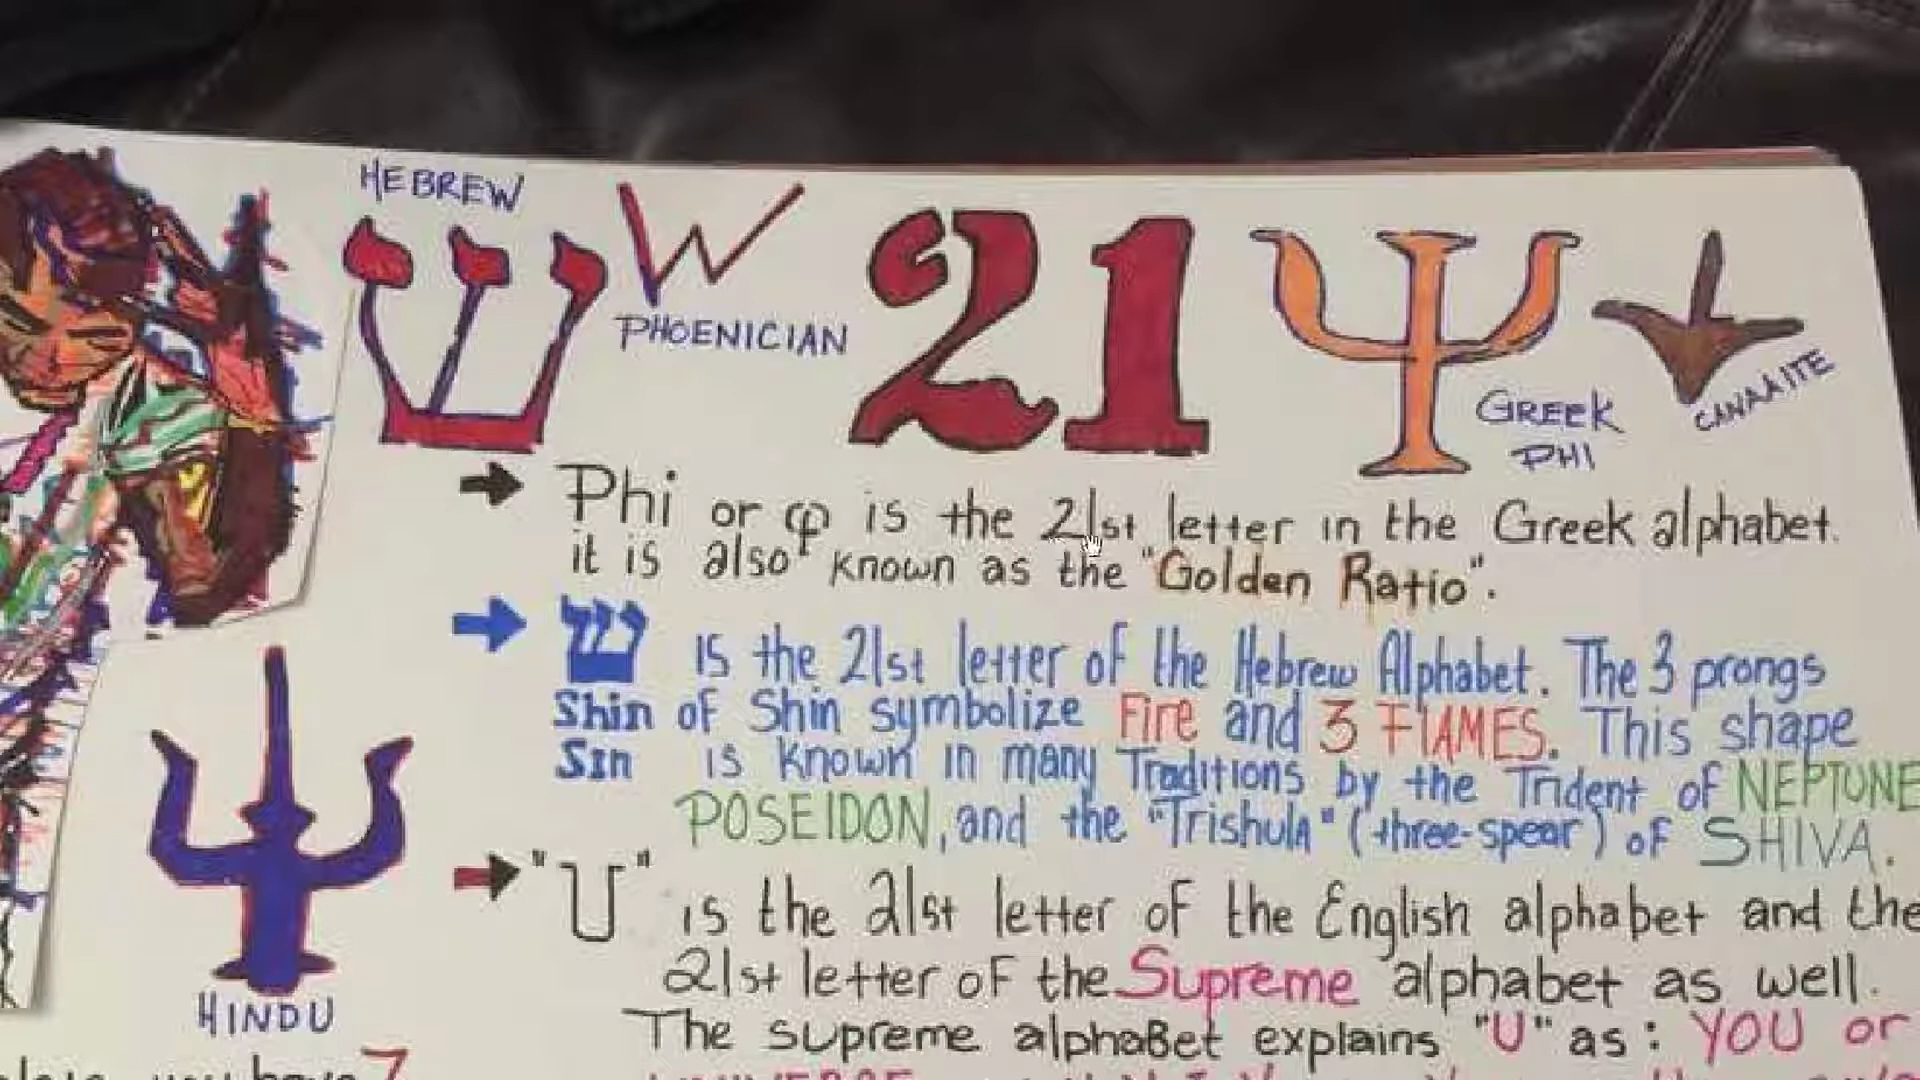 HEBREW
ש
W
PHOENICIAN
21
Ψ
GREEK
PHI
CANAAITE
Phi or φ is the 21st letter in the Greek alphabet.
it is also known as the "Golden Ratio".
ש is the 21st letter of the Hebrew Alphabet. The 3 prongs
Shin of Shin symbolize Fire and 3 FlAMES. This shape
Sin is known in many Traditions by the Trident of NEPTUNE
POSEIDON, and the "Trishula" (three-spear) of SHIVA.
"U" is the 21st letter of the English alphabet and the
21st letter of the Supreme alphabet as well.
The supreme alphaBet explains "U" as: YOU or
HINDU
UNIVERSE
you have 7